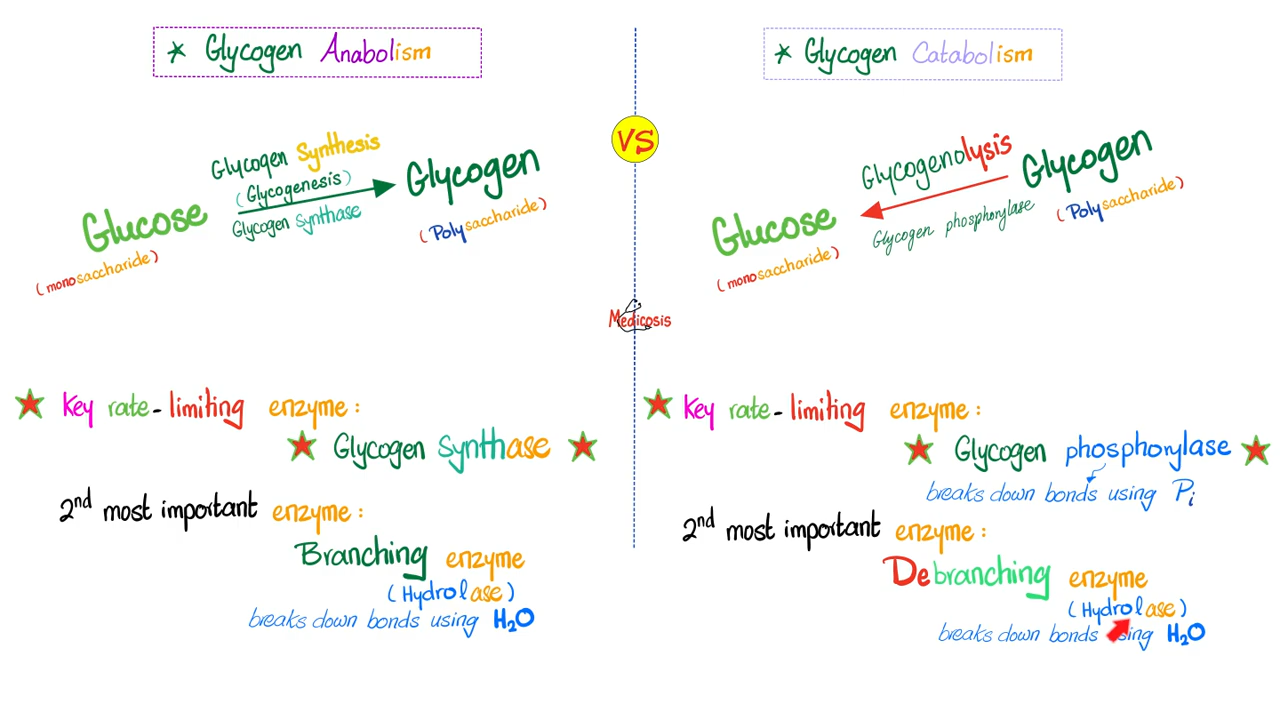 ★ Glycogen Anabolism
Glycogen Synthesis
(Glycogenesis)
Glycogen synthase
Glucose
(monosaccharide)
Glycogen
(Polysaccharide)
★ Key rate-limiting enzyme:
★ Glycogen synthase ★
2nd most important enzyme:
Branching enzyme
(Hydrolase)
breaks down bonds using H₂O
VS
Medicosis
★ Glycogen Catabolism
Glycogenolysis
Glycogen phosphorylase
Glucose
(monosaccharide)
Glycogen
(Polysaccharide)
★ Key rate-limiting enzyme:
★ Glycogen phosphorylase ★
breaks down bonds using Pi
2nd most important enzyme:
Debranching enzyme
(Hydrolase)
breaks down bonds using H₂O